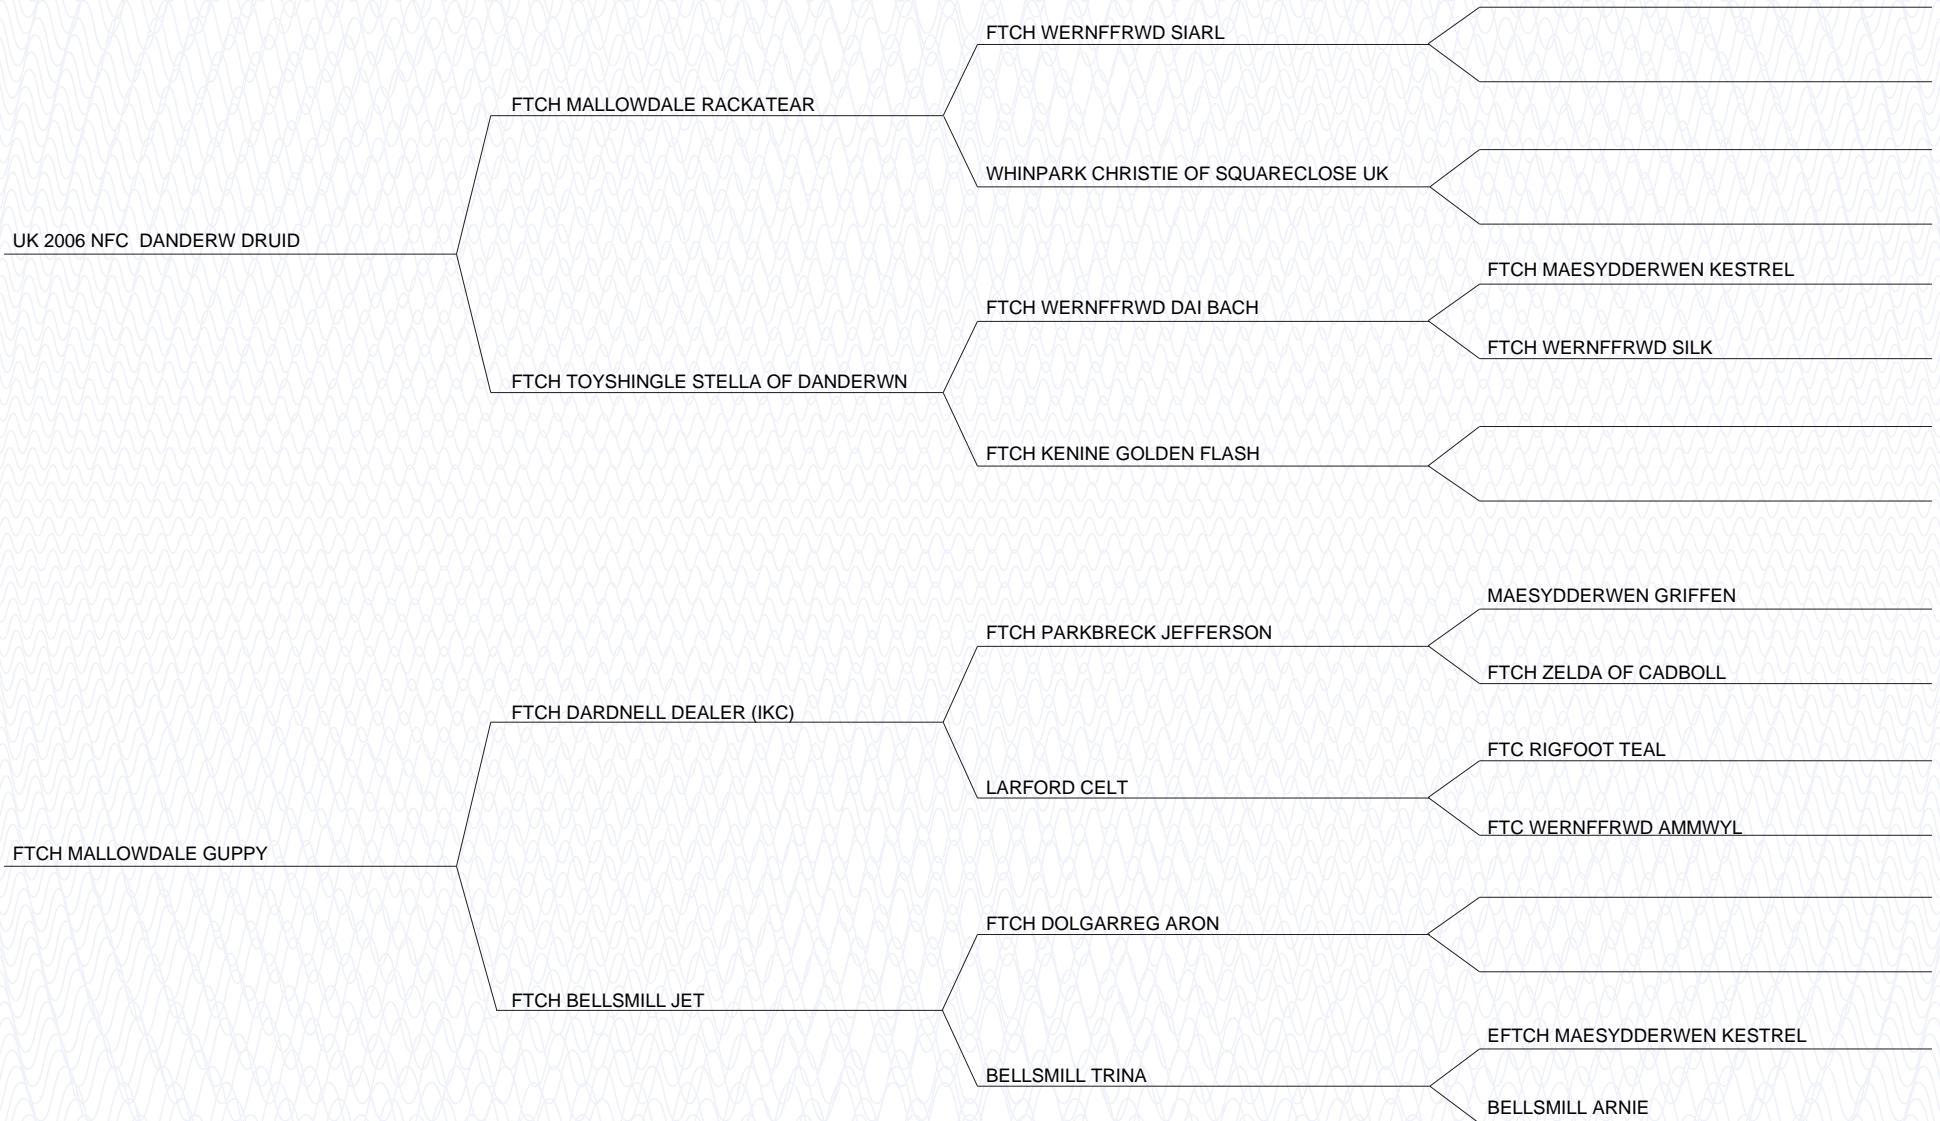 FTCH WERNFFRWD SIARL
FTCH MALLOWDALE RACKATEAR
WHINPARK CHRISTIE OF SQUARECLOSE UK
UK 2006 NFC  DANDERW DRUID
FTCH MAESYDDERWEN KESTREL
FTCH WERNFFRWD DAI BACH
FTCH WERNFFRWD SILK
FTCH TOYSHINGLE STELLA OF DANDERWN
FTCH KENINE GOLDEN FLASH
MAESYDDERWEN GRIFFEN
FTCH PARKBRECK JEFFERSON
FTCH ZELDA OF CADBOLL
FTCH DARDNELL DEALER (IKC)
FTC RIGFOOT TEAL
LARFORD CELT
FTC WERNFFRWD AMMWYL
FTCH MALLOWDALE GUPPY
FTCH DOLGARREG ARON
FTCH BELLSMILL JET
EFTCH MAESYDDERWEN KESTREL
BELLSMILL TRINA
BELLSMILL ARNIE